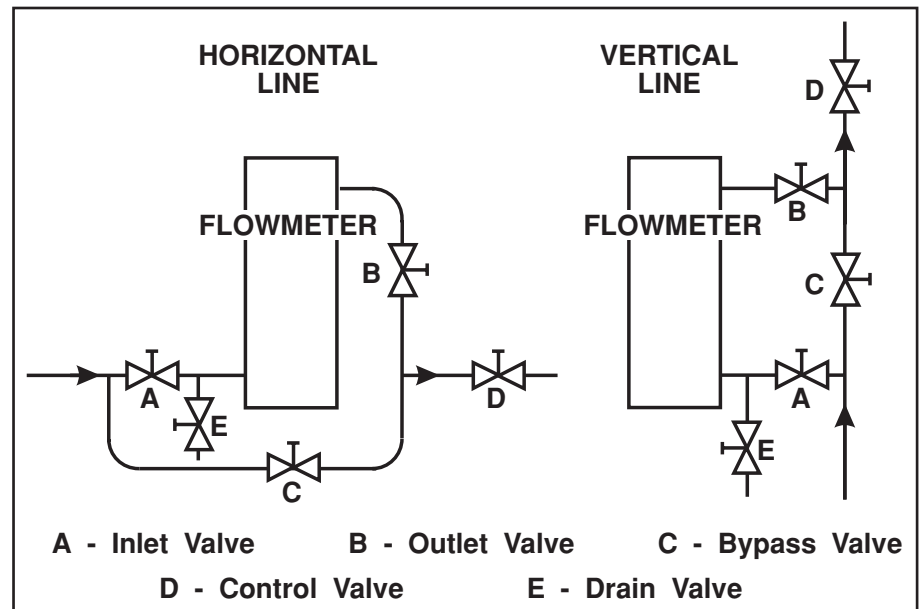 HORIZONTAL
LINE
FLOWMETER
B
A
E
D
C
VERTICAL
LINE
D
FLOWMETER
B
C
A
E
A - Inlet Valve B - Outlet Valve C - Bypass Valve
D - Control Valve E - Drain Valve